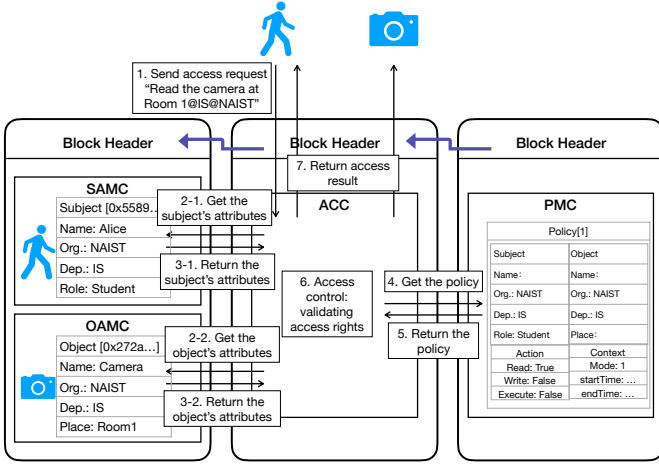 1. Send access request
“Read the camera at
Room 1@IS@NAIST”
Block Header
Block Header
Block Header
7. Return access
result
SAMC
Subject [0x5589...
Name: Alice
Org.: NAIST
Dep.: IS
Role: Student
2-1. Get the
subject’s attributes
3-1. Return the
subject’s attributes
OAMC
Object [0x272a...]
Name: Camera
Org.: NAIST
Dep.: IS
Place: Room1
2-2. Get the
object’s attributes
3-2. Return the
object’s attributes
ACC
6. Access
control:
validating
access rights
4. Get the policy
5. Return the
policy
PMC
Policy[1]
Subject
Name:
Org.: NAIST
Dep.: IS
Role: Student
Object
Name:
Org.: NAIST
Dep.: IS
Place:
Action
Read: True
Write: False
Execute: False
Context
Mode: 1
startTime: ...
endTime: ...